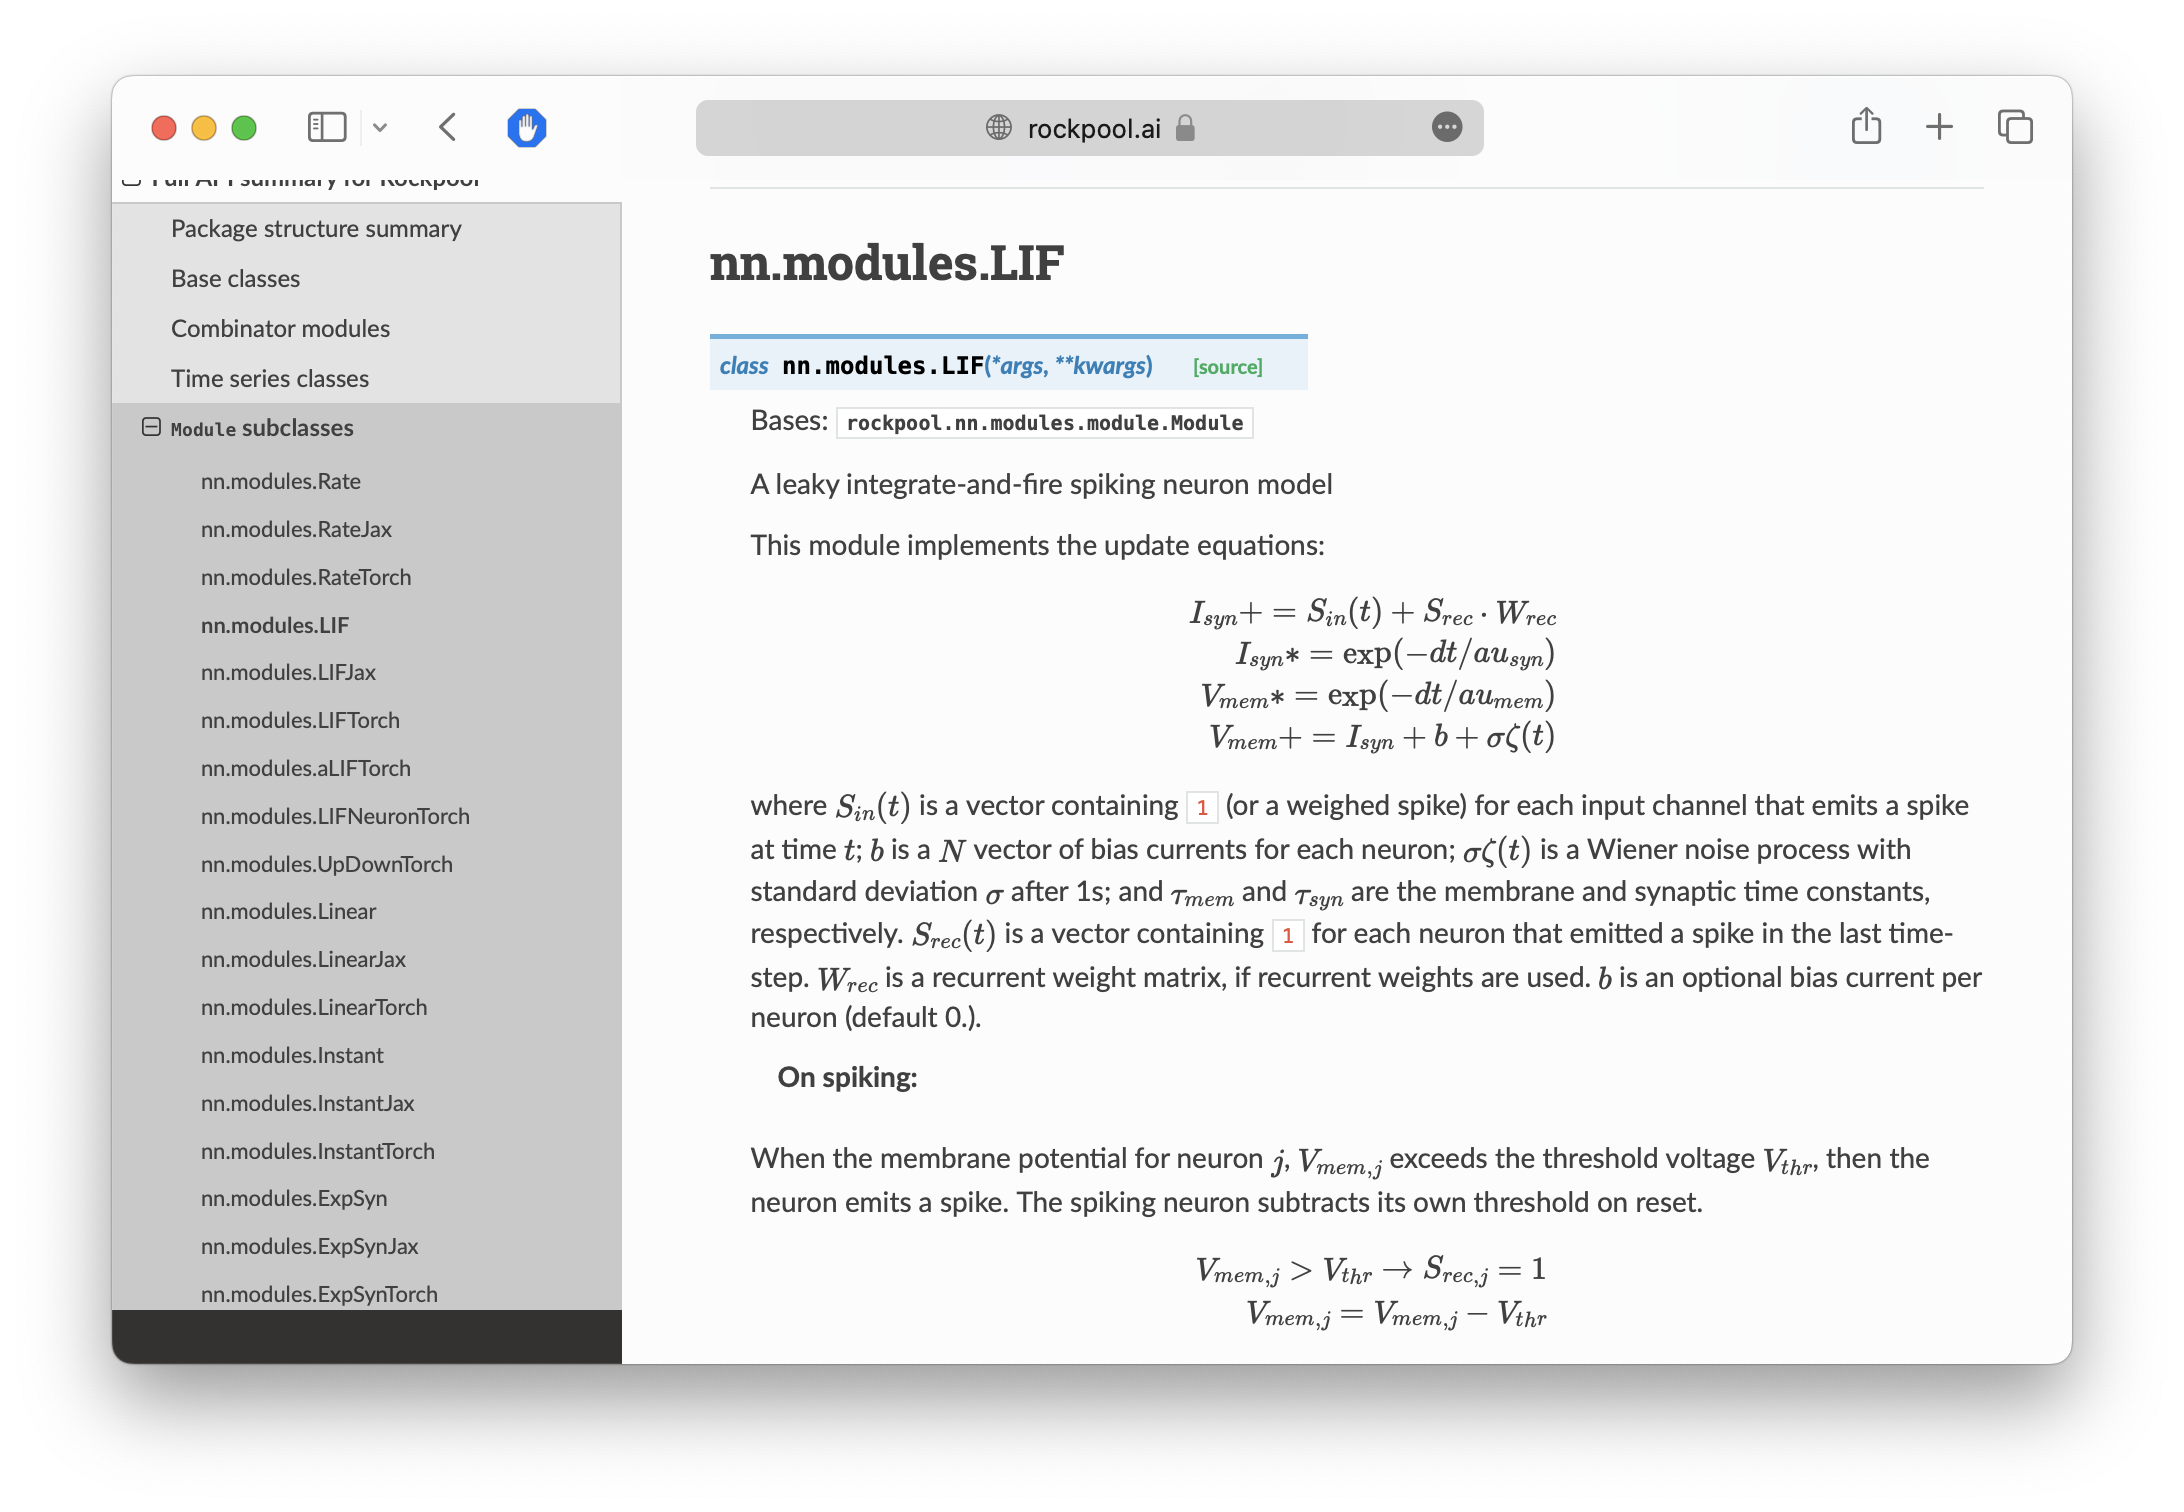 rockpool.ai
Full API summary for Rockpool
Package structure summary
Base classes
Combinator modules
Time series classes
Module subclasses
nn.modules.Rate
nn.modules.RateJax
nn.modules.RateTorch
nn.modules.LIF
nn.modules.LIFJax
nn.modules.LIFTorch
nn.modules.aLIFTorch
nn.modules.LIFNeuronTorch
nn.modules.UpDownTorch
nn.modules.Linear
nn.modules.LinearJax
nn.modules.LinearTorch
nn.modules.Instant
nn.modules.InstantJax
nn.modules.InstantTorch
nn.modules.ExpSyn
nn.modules.ExpSynJax
nn.modules.ExpSynTorch
nn.modules.LIF
class nn.modules.LIF(*args, **kwargs) [source]
Bases: rockpool.nn.modules.module.Module
A leaky integrate-and-fire spiking neuron model
This module implements the update equations:
I_{syn}+ = S_{in}(t) + S_{rec} · W_{rec}
I_{syn}* = exp(−dt/au_{syn})
V_{mem}* = exp(−dt/au_{mem})
V_{mem}+ = I_{syn} + b + σζ(t)
where S_{in}(t) is a vector containing 1 (or a weighed spike) for each input channel that emits a spike
at time t; b is a N vector of bias currents for each neuron; σζ(t) is a Wiener noise process with
standard deviation σ after 1s; and τ_{mem} and τ_{syn} are the membrane and synaptic time constants,
respectively. S_{rec}(t) is a vector containing 1 for each neuron that emitted a spike in the last time-
step. W_{rec} is a recurrent weight matrix, if recurrent weights are used. b is an optional bias current per
neuron (default 0.).
On spiking:
When the membrane potential for neuron j, V_{mem,j} exceeds the threshold voltage V_{thr}, then the
neuron emits a spike. The spiking neuron subtracts its own threshold on reset.
V_{mem,j} > V_{thr} → S_{rec,j} = 1
V_{mem,j} = V_{mem,j} − V_{thr}